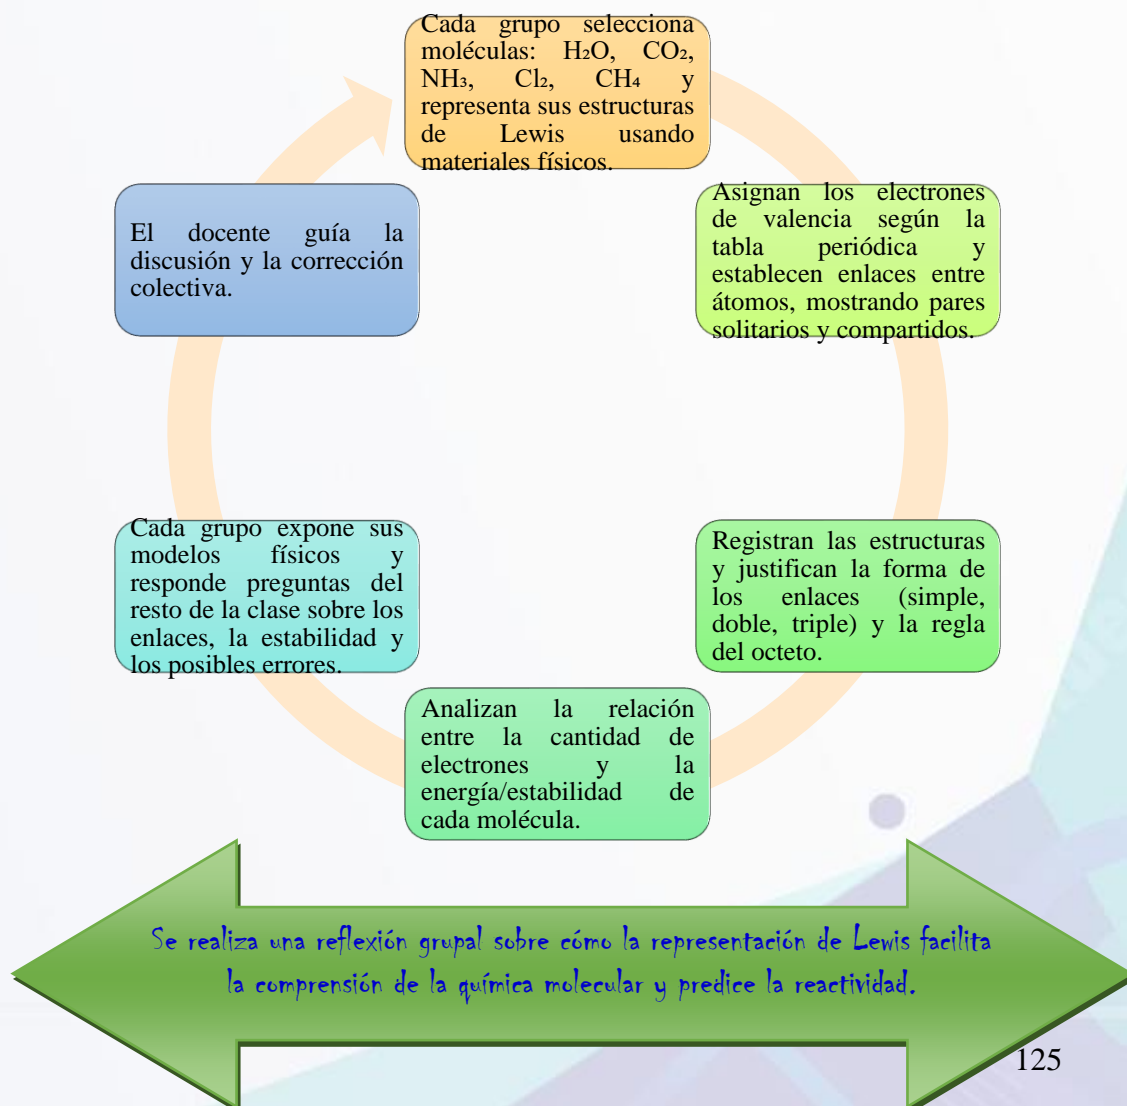 Cada grupo selecciona
moléculas: H₂O, CO₂,
NH₃, Cl₂, CH₄ y
representa sus estructuras
de Lewis usando
materiales físicos.
Asignan los electrones
de valencia según la
tabla periódica y
establecen enlaces entre
átomos, mostrando pares
solitarios y compartidos.
Registran las estructuras
y justifican la forma de
los enlaces (simple,
doble, triple) y la regla
del octeto.
Analizan la relación
entre la cantidad de
electrones y la
energía/estabilidad de
cada molécula.
Cada grupo expone sus
modelos físicos y
responde preguntas del
resto de la clase sobre los
enlaces, la estabilidad y
los posibles errores.
El docente guía la
discusión y la corrección
colectiva.
Se realiza una reflexión grupal sobre cómo la representación de Lewis facilita
la comprensión de la química molecular y predice la reactividad.
125